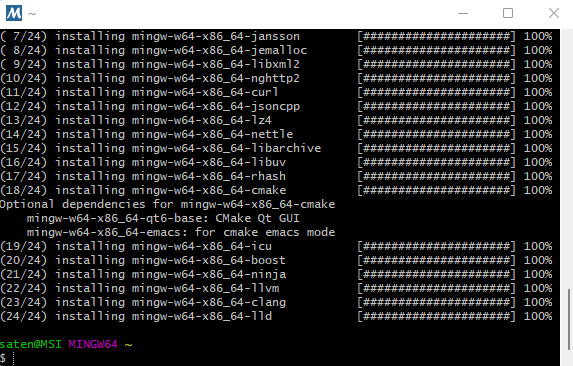 ~
( 7/24) installing mingw-w64-x86_64-jansson [######################] 100%
( 8/24) installing mingw-w64-x86_64-jemalloc [######################] 100%
( 9/24) installing mingw-w64-x86_64-libxml2 [######################] 100%
(10/24) installing mingw-w64-x86_64-nghttp2 [######################] 100%
(11/24) installing mingw-w64-x86_64-curl [######################] 100%
(12/24) installing mingw-w64-x86_64-jsoncpp [######################] 100%
(13/24) installing mingw-w64-x86_64-lz4 [######################] 100%
(14/24) installing mingw-w64-x86_64-nettle [######################] 100%
(15/24) installing mingw-w64-x86_64-libarchive [######################] 100%
(16/24) installing mingw-w64-x86_64-libuv [######################] 100%
(17/24) installing mingw-w64-x86_64-rhash [######################] 100%
(18/24) installing mingw-w64-x86_64-cmake [######################] 100%
Optional dependencies for mingw-w64-x86_64-cmake
mingw-w64-x86_64-qt6-base: CMake Qt GUI
mingw-w64-x86_64-emacs: for cmake emacs mode
(19/24) installing mingw-w64-x86_64-icu [######################] 100%
(20/24) installing mingw-w64-x86_64-boost [######################] 100%
(21/24) installing mingw-w64-x86_64-ninja [######################] 100%
(22/24) installing mingw-w64-x86_64-llvm [######################] 100%
(23/24) installing mingw-w64-x86_64-clang [######################] 100%
(24/24) installing mingw-w64-x86_64-lld [######################] 100%
saten@MSI MINGW64 ~
$